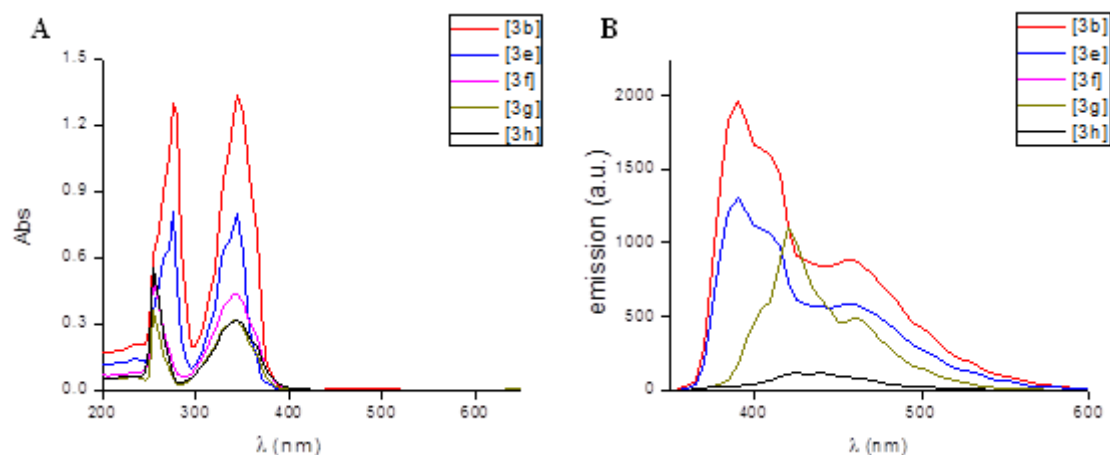 A
[3b]
[3e]
[3f]
[3g]
[3h]
1.5
1.2
0.9
0.6
0.3
0.0
Abs
200 300 400 500 600
λ (nm)
B
[3b]
[3e]
[3f]
[3g]
[3h]
2000
1500
1000
500
0
emission (a.u.)
400 500 600
λ (nm)